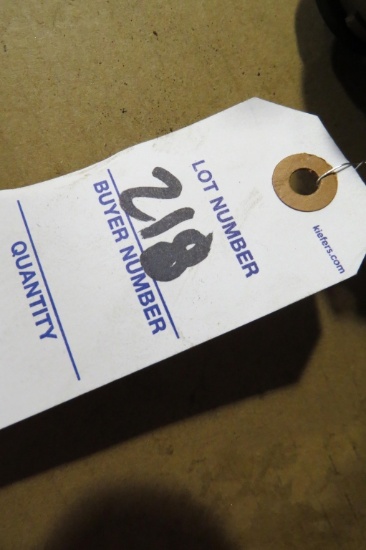 kiefers.com
LOT NUMBER
218
BUYER NUMBER
QUANTITY